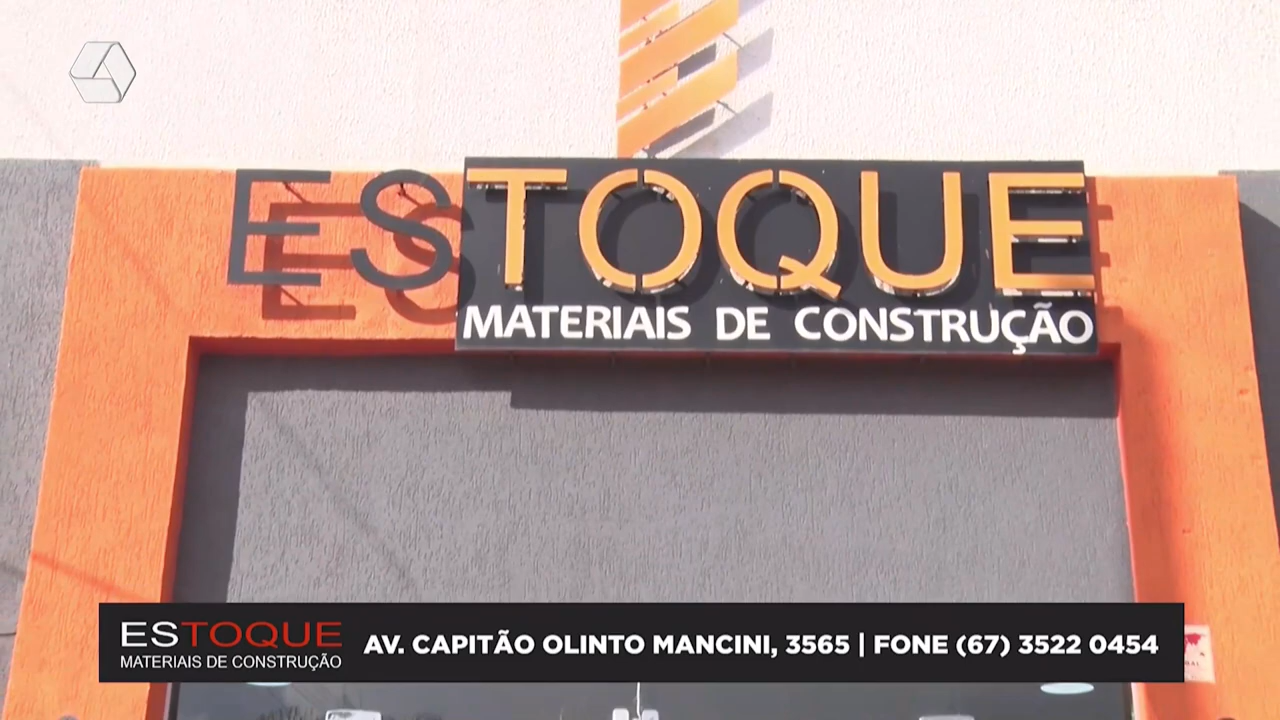 ESTOQUE
MATERIAIS DE CONSTRUÇÃO
ESTOQUE
MATERIAIS DE CONSTRUÇÃO
AV. CAPITÃO OLINTO MANCINI, 3565 | FONE (67) 3522 0454